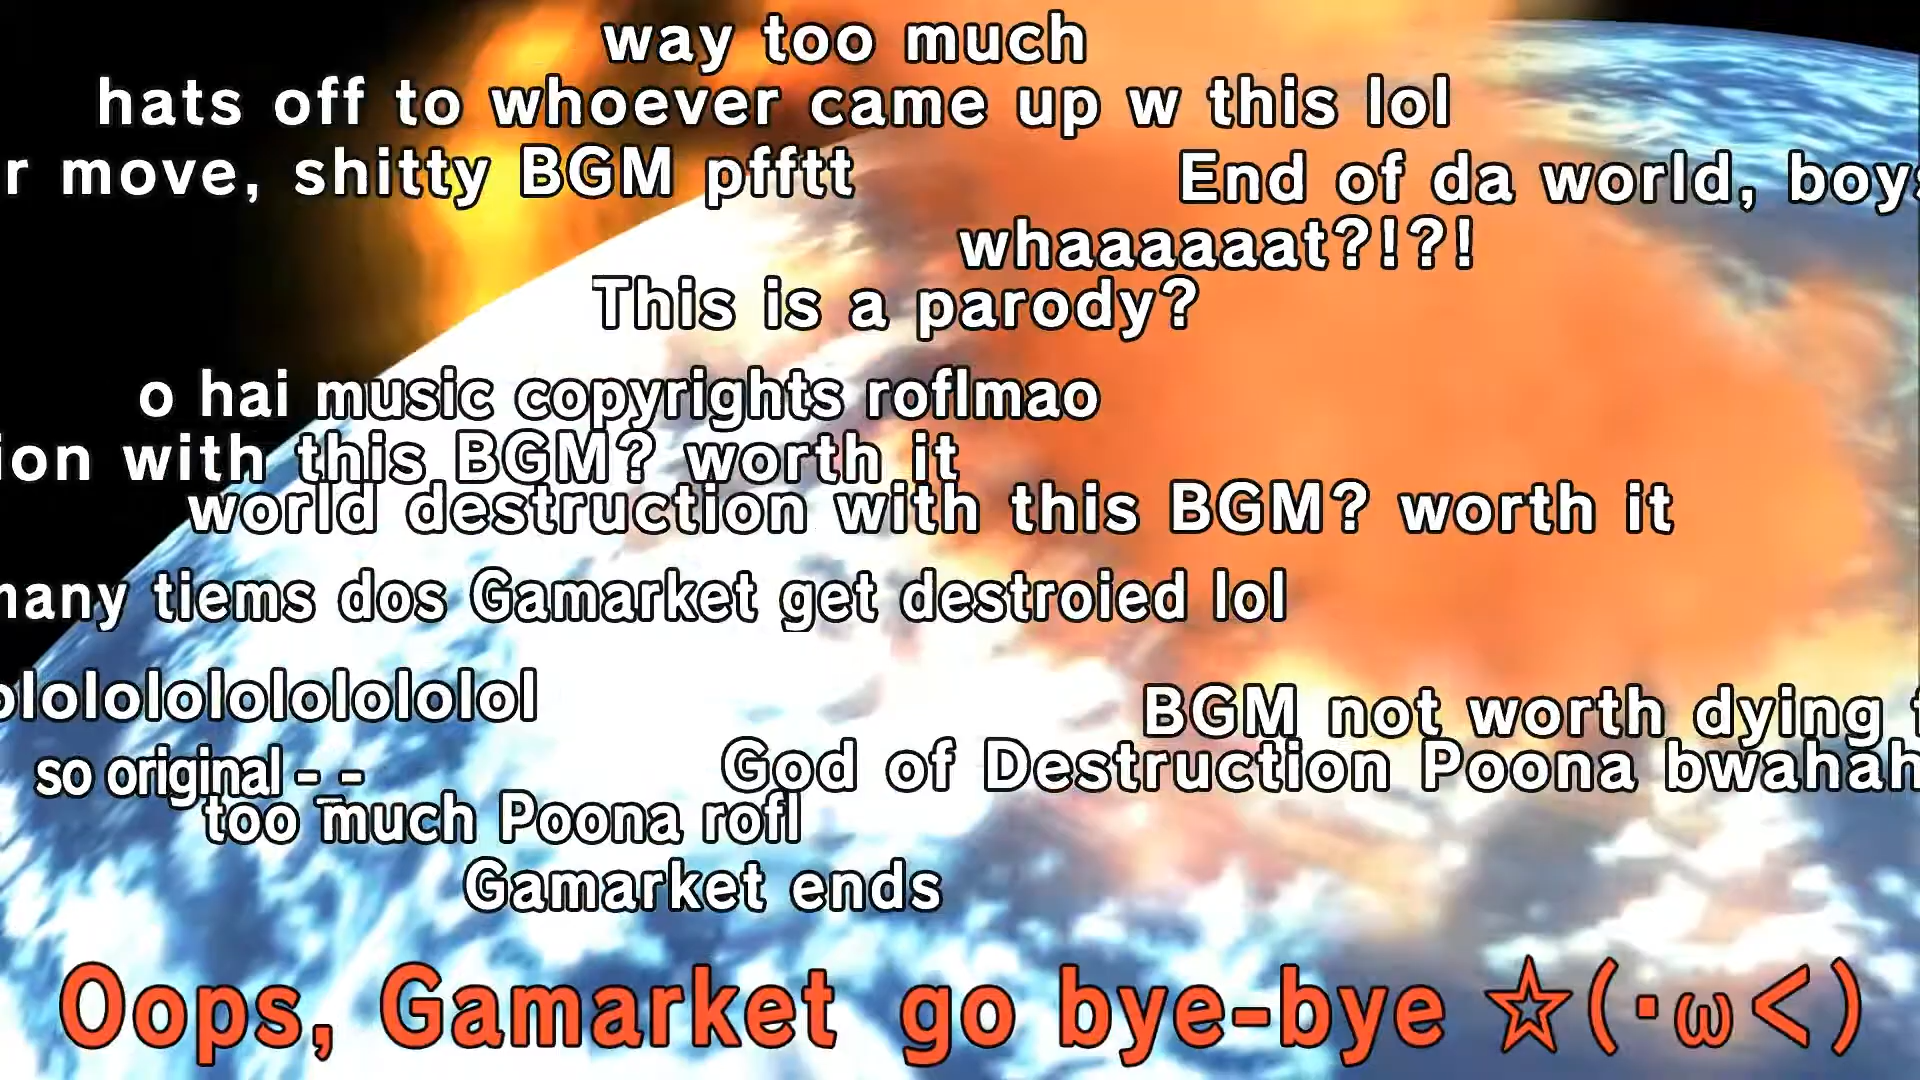 way too much
hats off to whoever came up w this lol
r move, shitty BGM pfftt
End of da world, boys
whaaaaaat?!?!
This is a parody?
o hai music copyrights roflmao
ion with this BGM? worth it
world destruction with this BGM? worth it
many tiems dos Gamarket get destroied lol
olololololololololol
BGM not worth dying
so original -_-
God of Destruction Poona bwahah
too much Poona rofl
Gamarket ends
Oops, Gamarket go bye-bye ☆(･ω<)